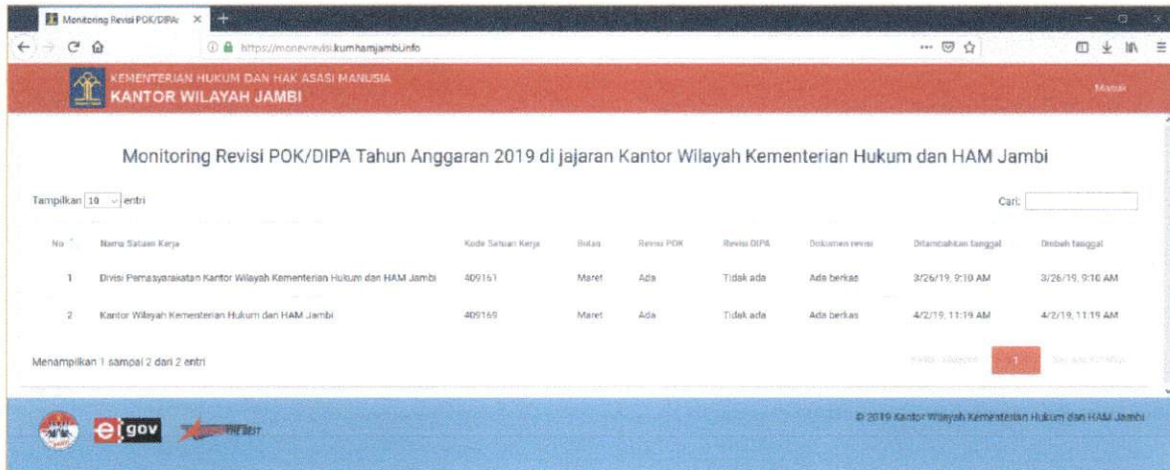 Monitoring Revisi POK/DIPA
https://monevrevisi.kumhamjambi.info
KEMENTERIAN HUKUM DAN HAK ASASI MANUSIA
KANTOR WILAYAH JAMBI
Masuk
Monitoring Revisi POK/DIPA Tahun Anggaran 2019 di jajaran Kantor Wilayah Kementerian Hukum dan HAM Jambi
Tampilkan 10 entri Cari:
No Nama Satuan Kerja Kode Satuan Kerja Bulan Revisi POK Revisi DIPA Dokumen revisi Ditambahkan tanggal Diubah tanggal
1 Divisi Pemasyarakatan Kantor Wilayah Kementerian Hukum dan HAM Jambi 409161 Maret Ada Tidak ada Ada berkas 3/26/19, 9:10 AM 3/26/19, 9:10 AM
2 Kantor Wilayah Kementerian Hukum dan HAM Jambi 409169 Maret Ada Tidak ada Ada berkas 4/2/19, 11:19 AM 4/2/19, 11:19 AM
Menampilkan 1 sampai 2 dari 2 entri 1
e gov THE BEST
© 2019 Kantor Wilayah Kementerian Hukum dan HAM Jambi